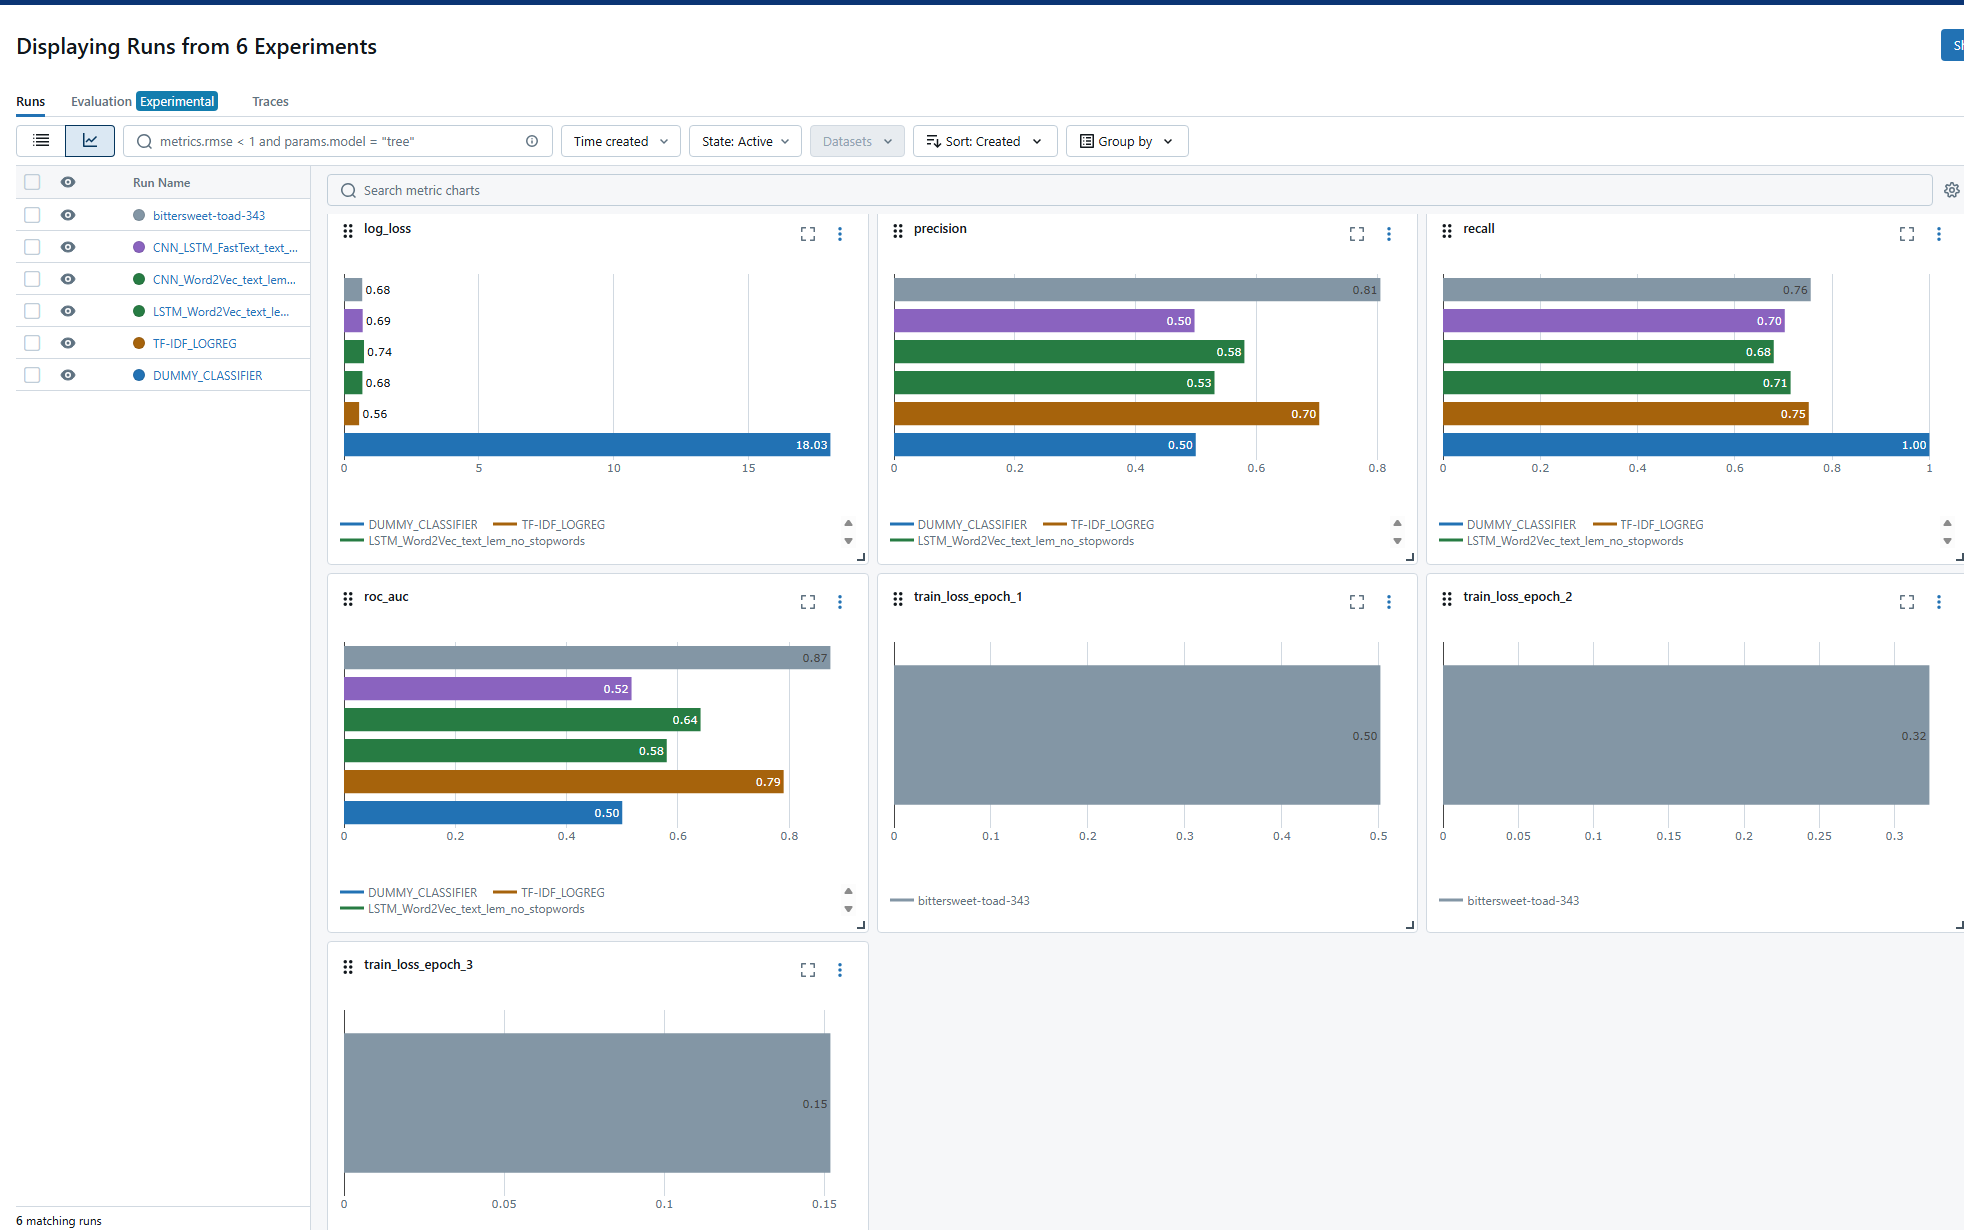 Displaying Runs from 6 Experiments
Runs Evaluation Experimental Traces
metrics.rmse < 1 and params.model = "tree" Time created State: Active Datasets Sort: Created Group by
Run Name
bittersweet-toad-343
CNN_LSTM_FastText_text_...
CNN_Word2Vec_text_lem...
LSTM_Word2Vec_text_le...
TF-IDF_LOGREG
DUMMY_CLASSIFIER
6 matching runs
Search metric charts
log_loss
0.68
0.69
0.74
0.68
0.56
18.03
0 5 10 15
DUMMY_CLASSIFIER TF-IDF_LOGREG
LSTM_Word2Vec_text_lem_no_stopwords
precision
0.81
0.50
0.58
0.53
0.70
0.50
0 0.2 0.4 0.6 0.8
DUMMY_CLASSIFIER TF-IDF_LOGREG
LSTM_Word2Vec_text_lem_no_stopwords
recall
0.76
0.70
0.68
0.71
0.75
1.00
0 0.2 0.4 0.6 0.8 1
DUMMY_CLASSIFIER TF-IDF_LOGREG
LSTM_Word2Vec_text_lem_no_stopwords
roc_auc
0.87
0.52
0.64
0.58
0.79
0.50
0 0.2 0.4 0.6 0.8
DUMMY_CLASSIFIER TF-IDF_LOGREG
LSTM_Word2Vec_text_lem_no_stopwords
train_loss_epoch_1
0.50
0 0.1 0.2 0.3 0.4 0.5
bittersweet-toad-343
train_loss_epoch_2
0.32
0 0.05 0.1 0.15 0.2 0.25 0.3
bittersweet-toad-343
train_loss_epoch_3
0.15
0 0.05 0.1 0.15